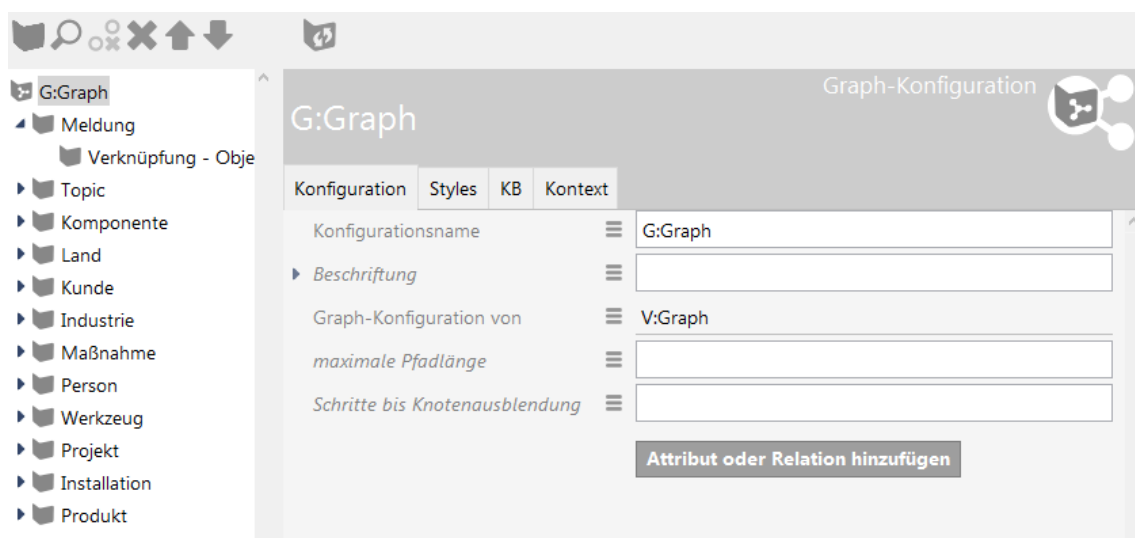 G:Graph
Meldung
Verknüpfung - Obje
Topic
Komponente
Land
Kunde
Industrie
Maßnahme
Person
Werkzeug
Projekt
Installation
Produkt
Graph-Konfiguration
G:Graph
Konfiguration Styles KB Kontext
Konfigurationsname G:Graph
Beschriftung
Graph-Konfiguration von V:Graph
maximale Pfadlänge
Schritte bis Knotenausblendung
Attribut oder Relation hinzufügen